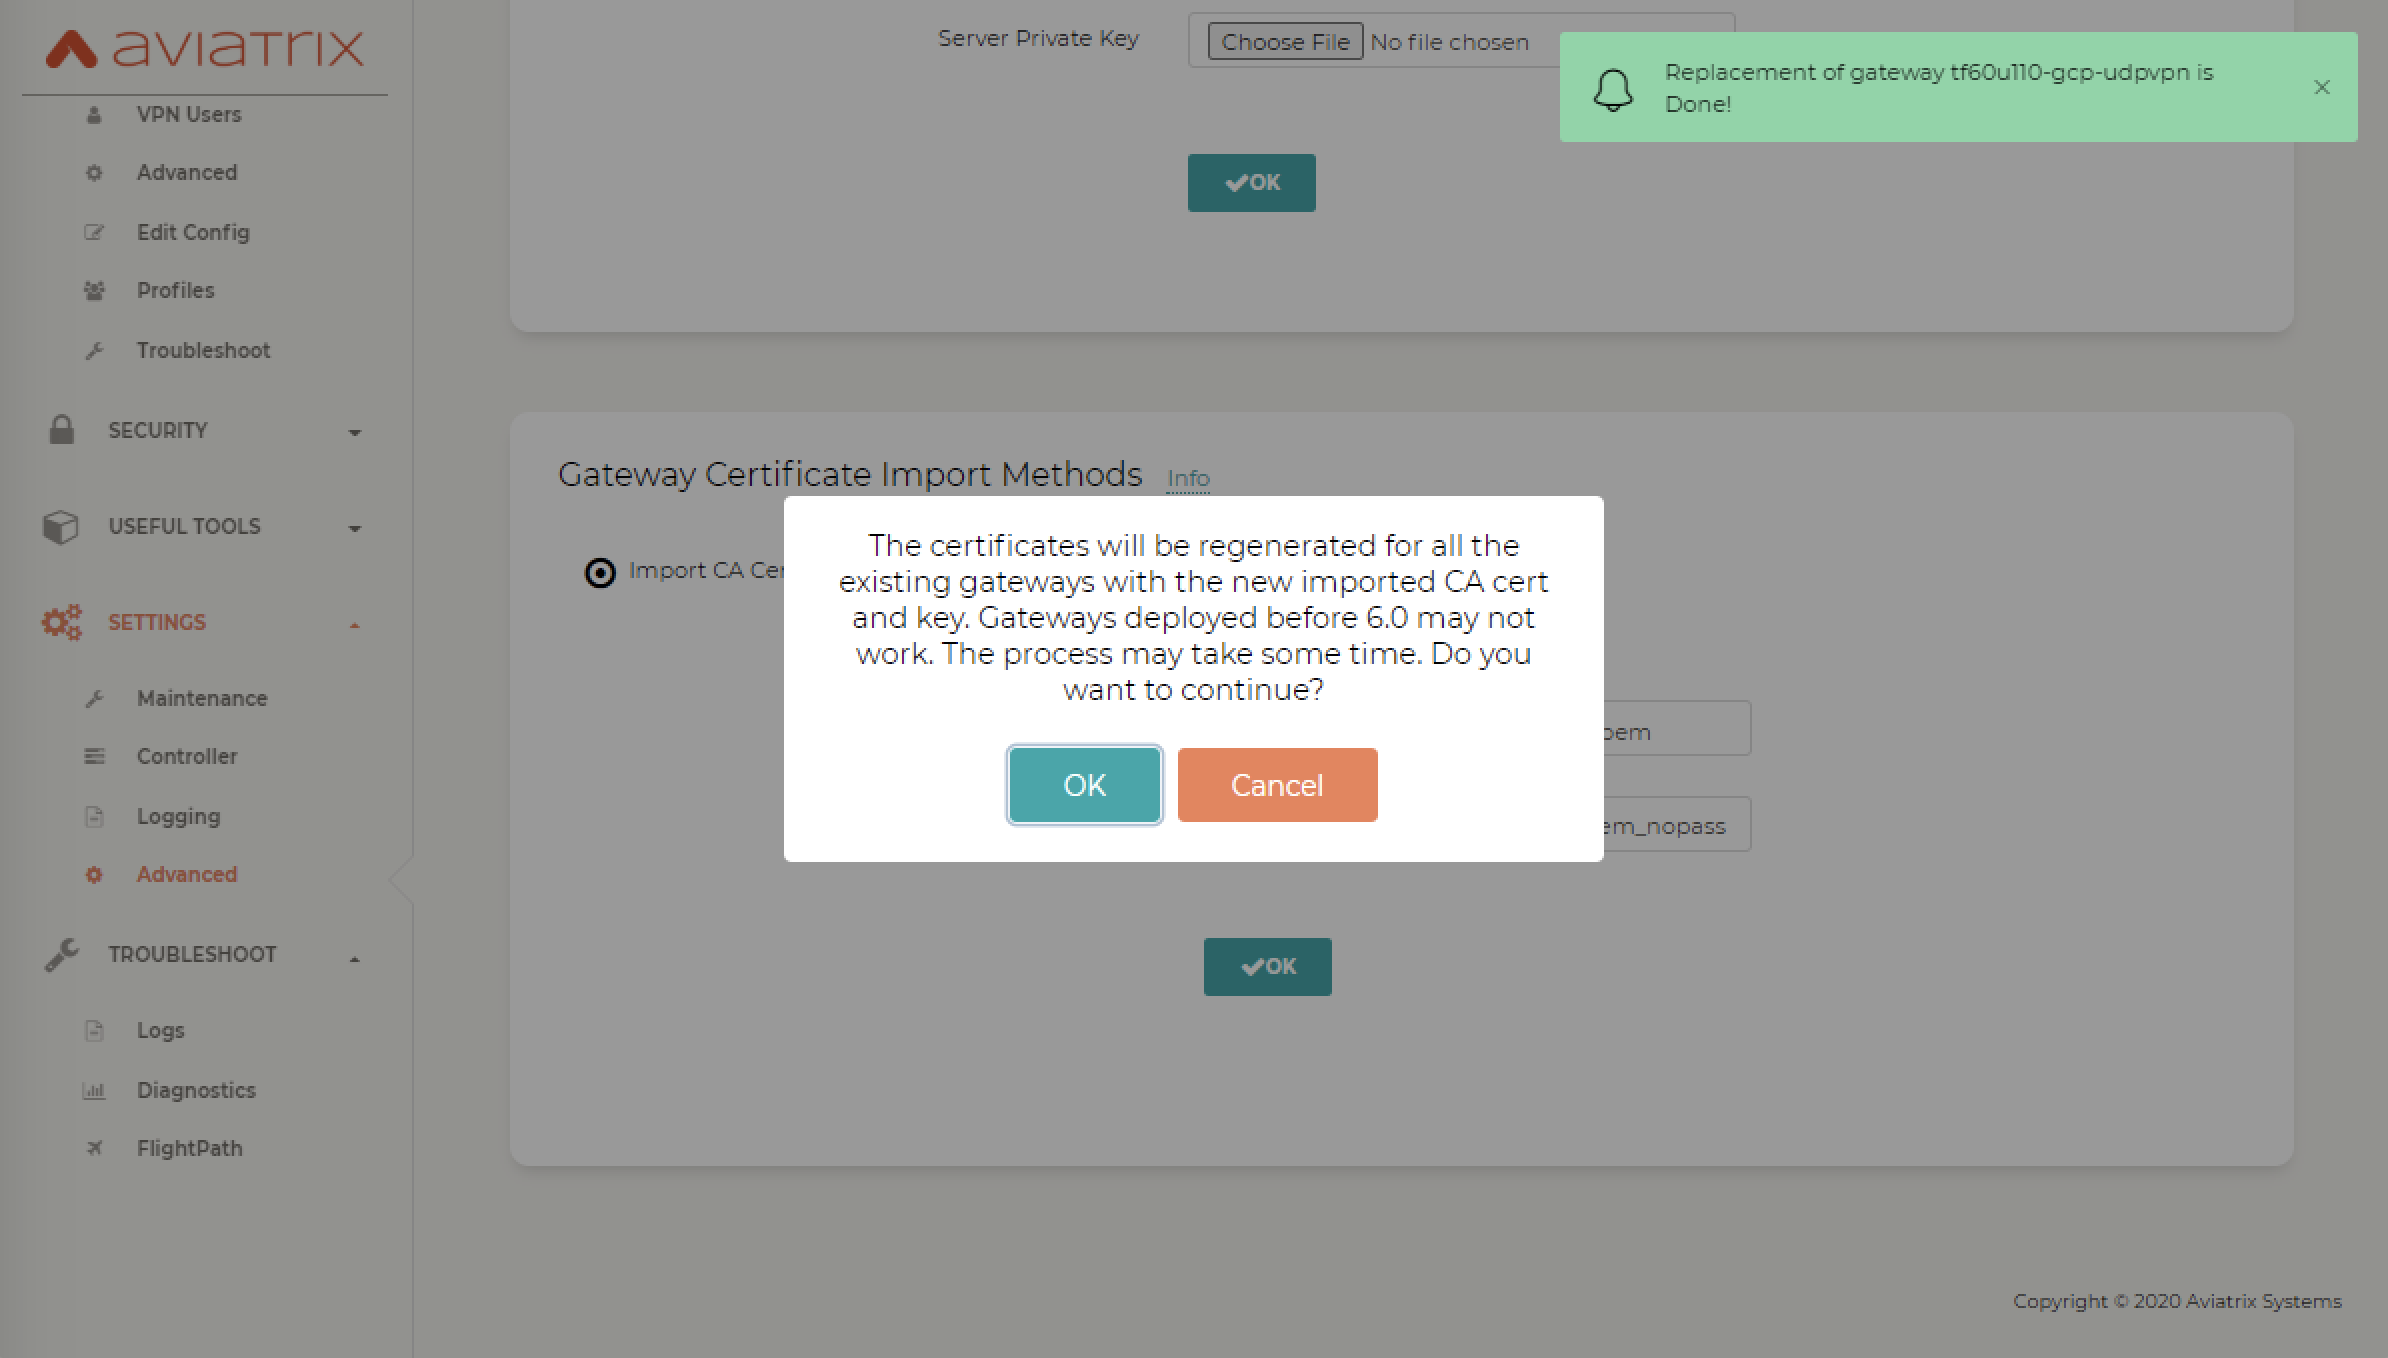 aviatrix
VPN Users
Advanced
Edit Config
Profiles
Troubleshoot
SECURITY
USEFUL TOOLS
SETTINGS
Maintenance
Controller
Logging
Advanced
TROUBLESHOOT
Logs
Diagnostics
FlightPath
Server Private Key
Choose File No file chosen
Replacement of gateway tf60u110-gcp-udpvpn is
Done!
OK
Gateway Certificate Import Methods Info
Import CA
The certificates will be regenerated for all the
existing gateways with the new imported CA cert
and key. Gateways deployed before 6.0 may not
work. The process may take some time. Do you
want to continue?
OK Cancel
OK
Copyright © 2020 Aviatrix Systems